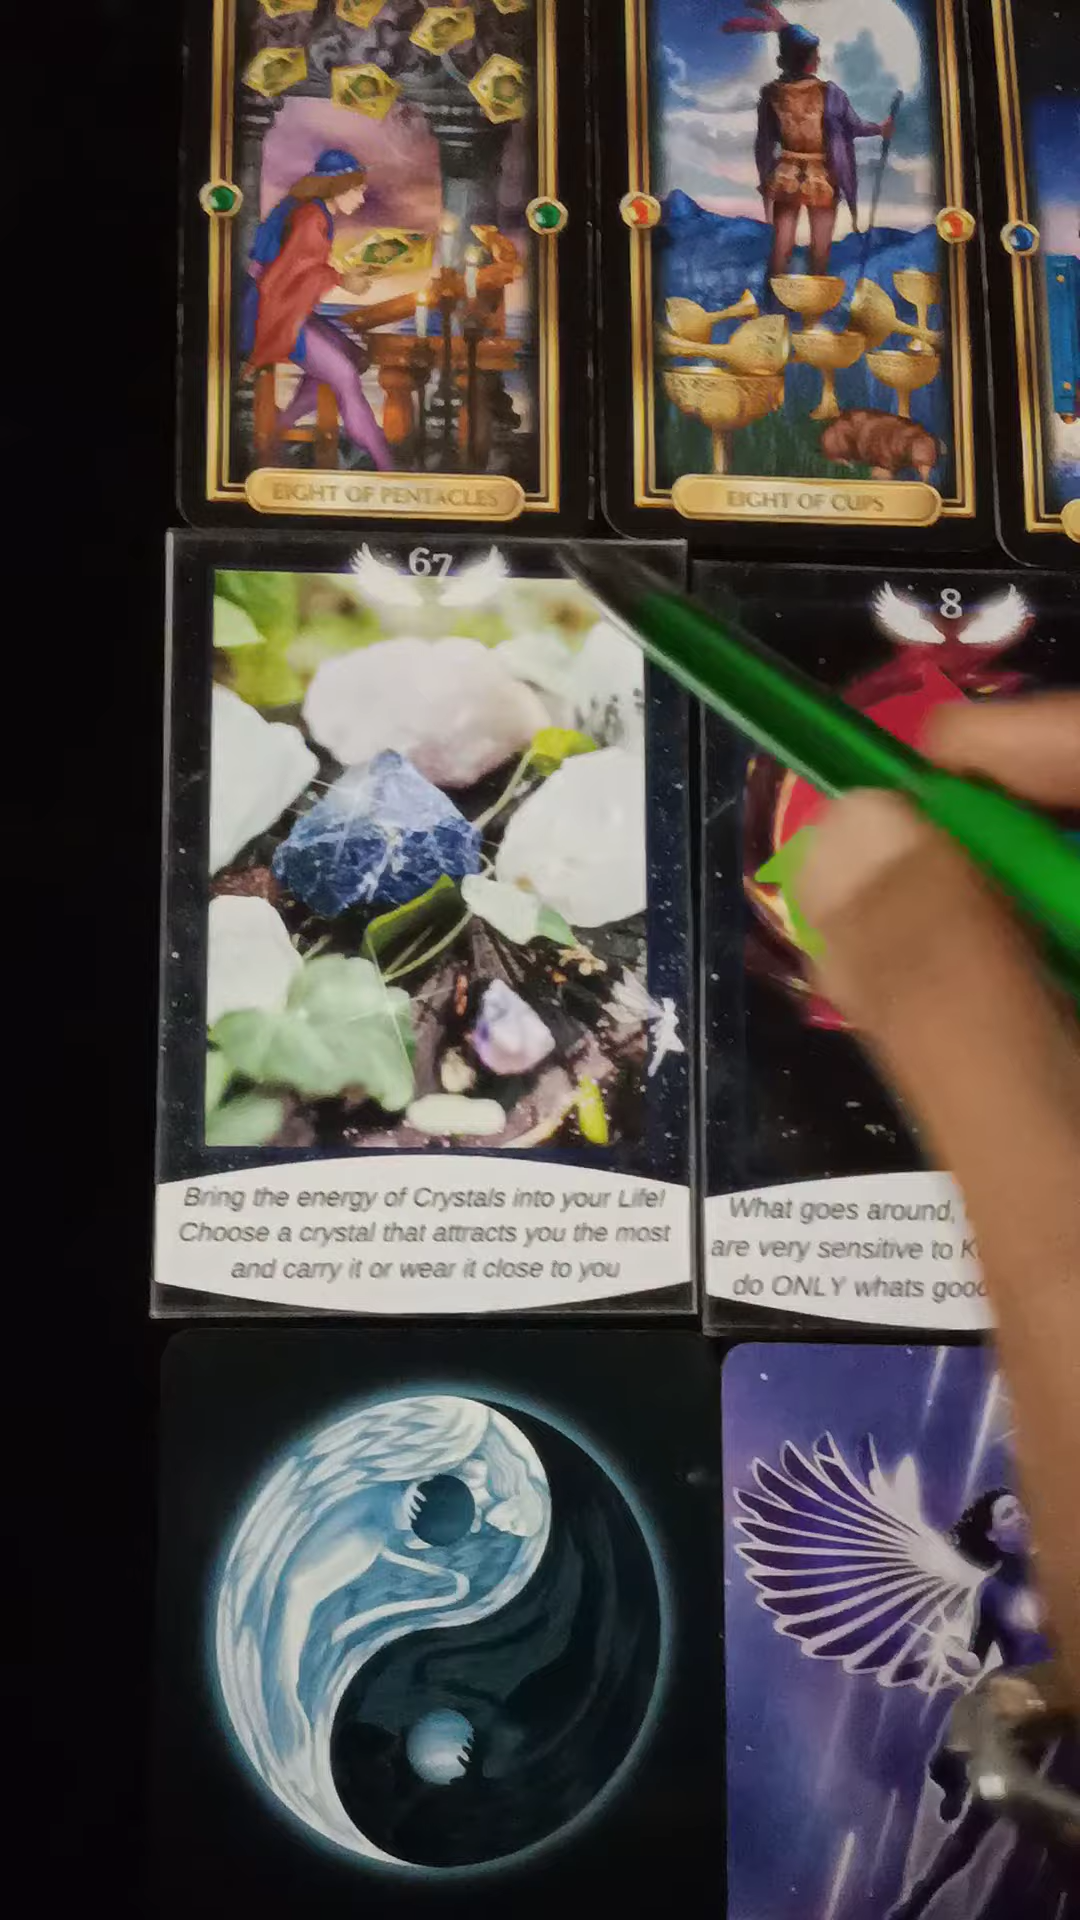 EIGHT OF PENTACLES
EIGHT OF CUPS
67
Bring the energy of Crystals into your Life!
Choose a crystal that attracts you the most
and carry it or wear it close to you
8
What goes around,
are very sensitive to K
do ONLY whats good